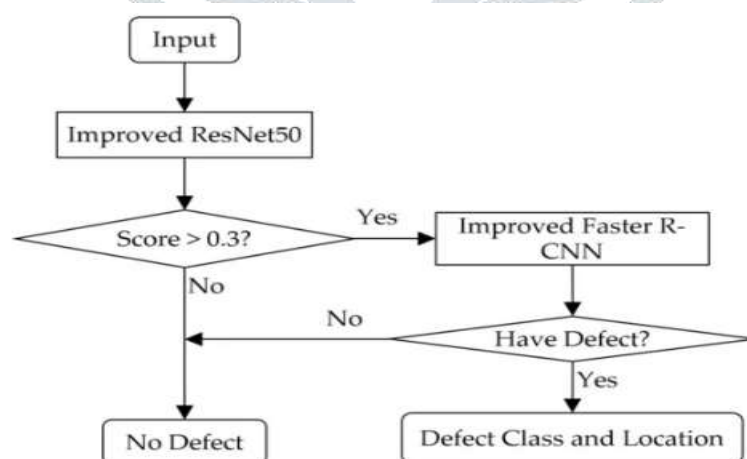 Input
Improved ResNet50
Score > 0.3?
Yes
Improved Faster R-
CNN
No
No
Have Defect?
Yes
No Defect
Defect Class and Location